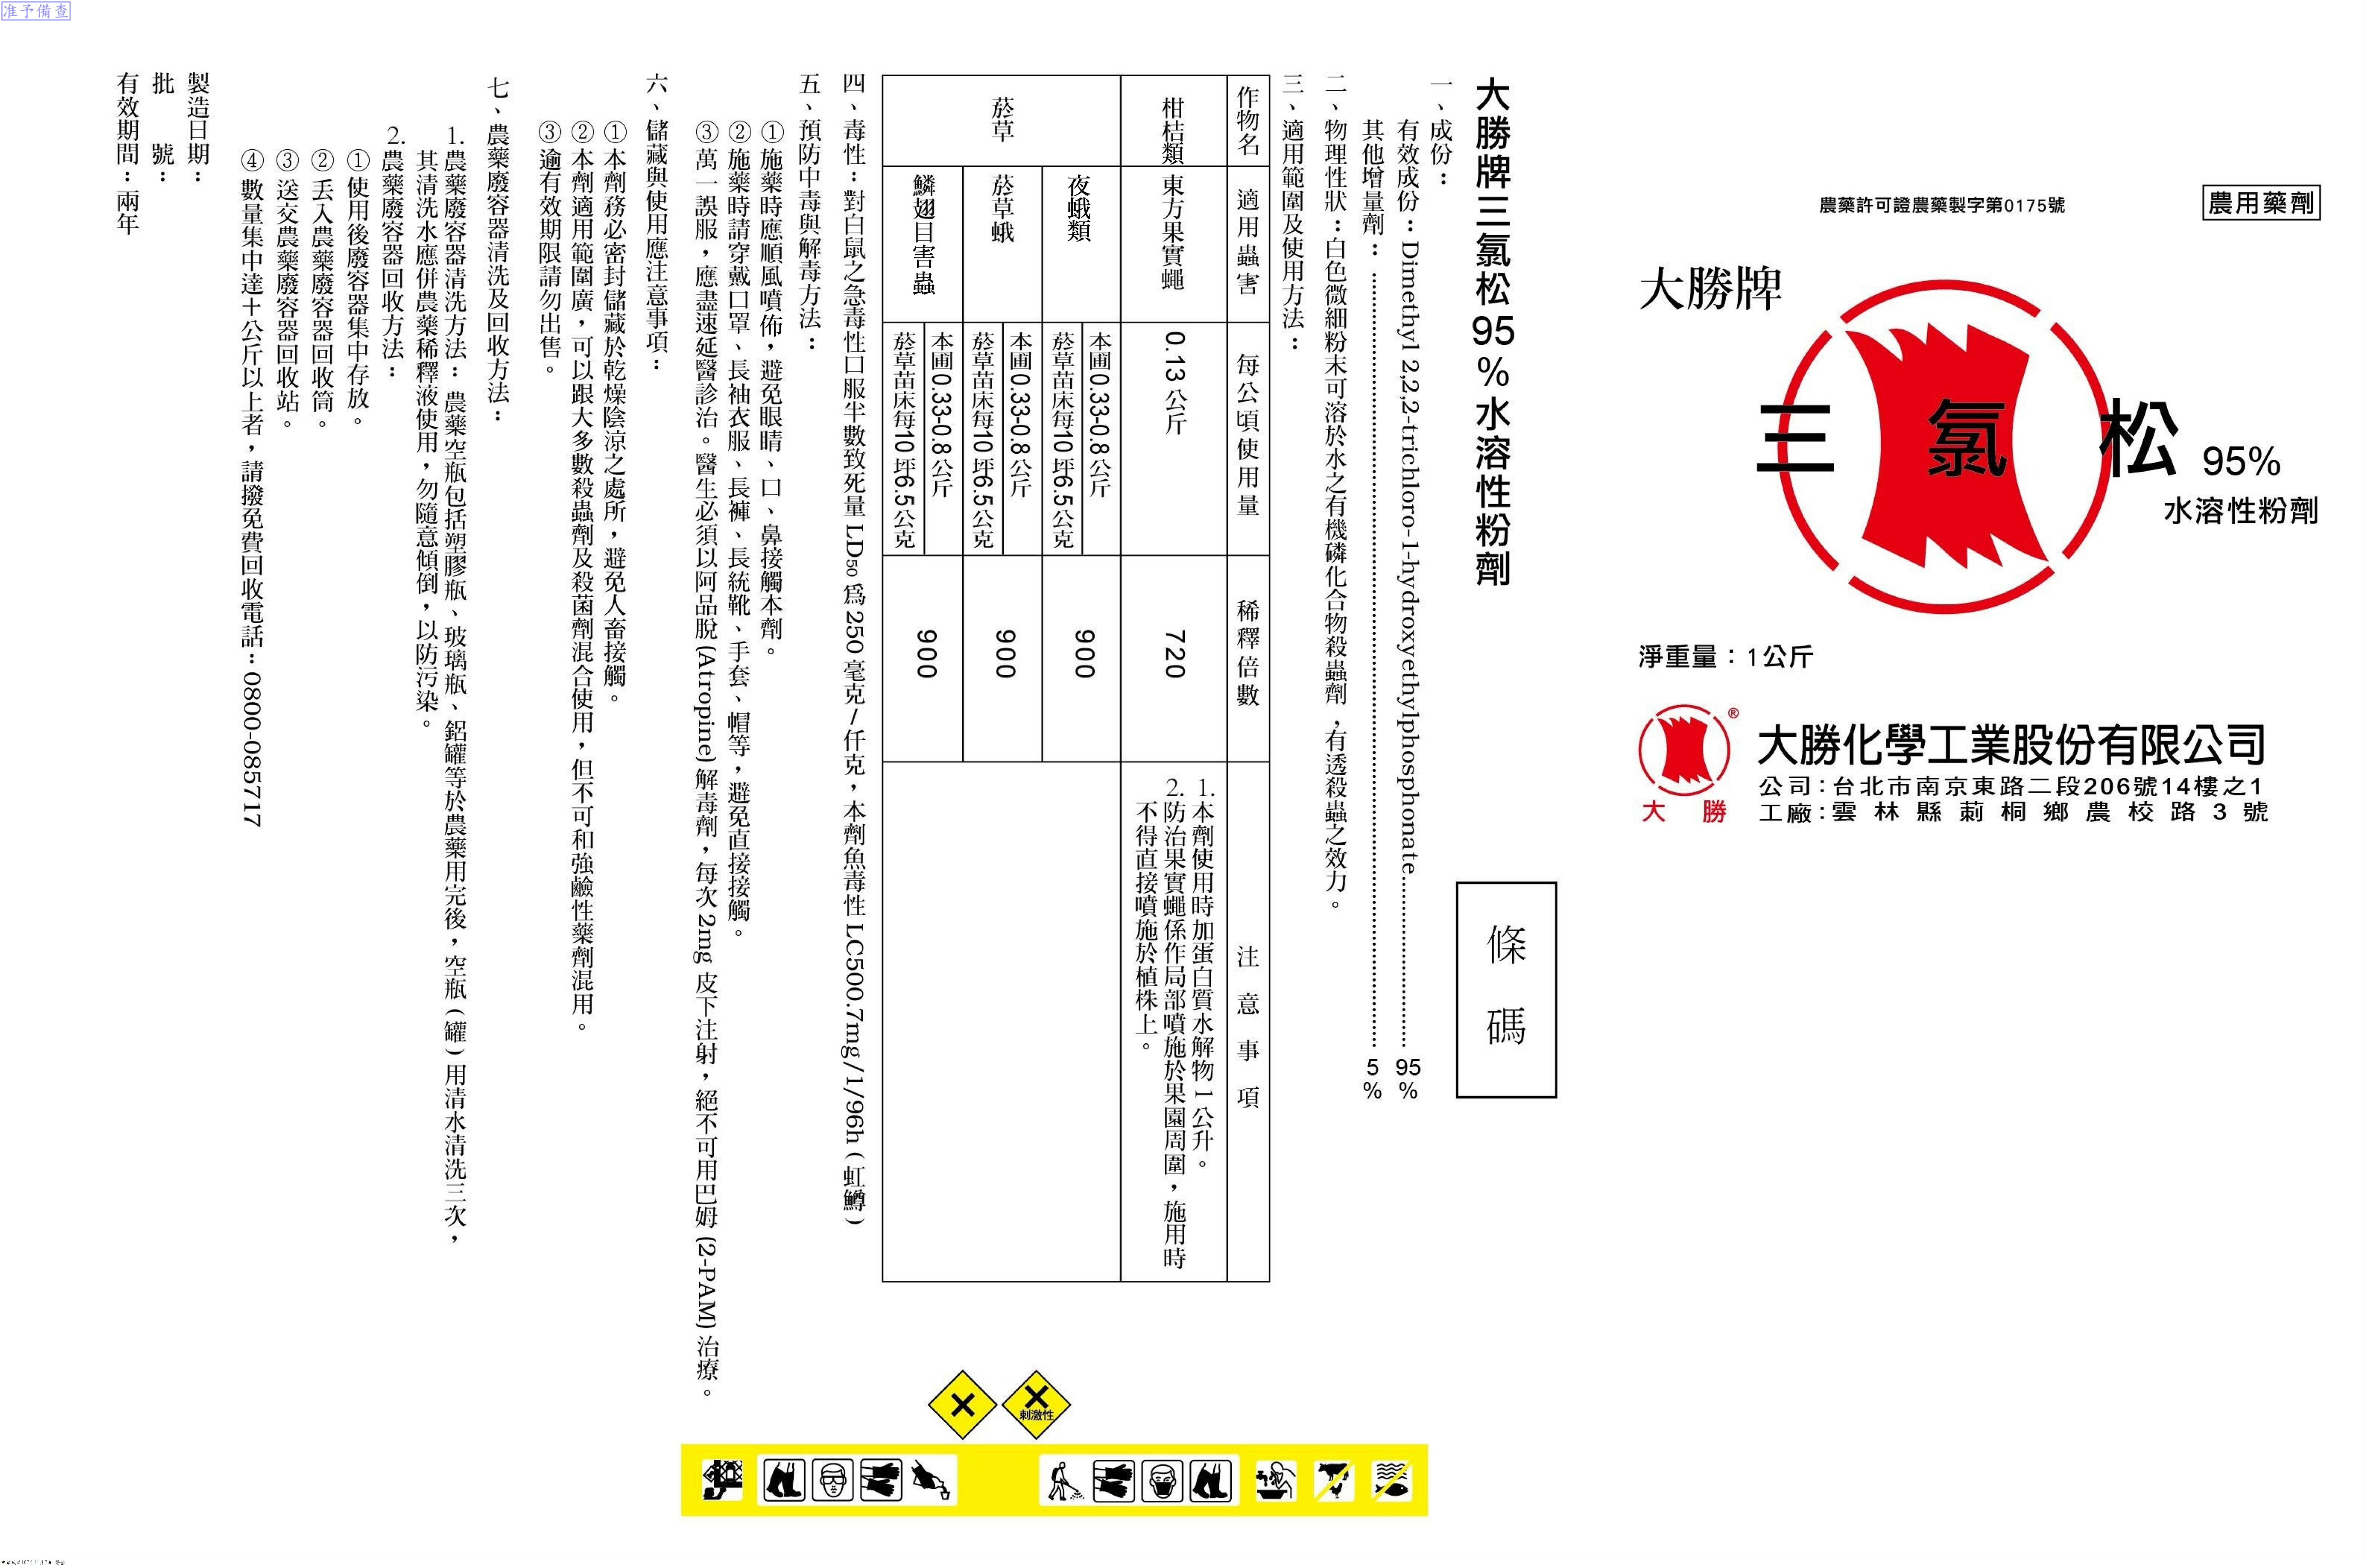 准予備查
農藥許可證農藥製字第0175號
農用藥劑
大勝牌
三氯松 95%
水溶性粉劑
淨重量：1公斤
®
大勝
大勝化學工業股份有限公司
公司：台北市南京東路二段206號14樓之1
工廠：雲林縣莿桐鄉農校路3號
條碼
大勝牌三氯松95%水溶性粉劑
一、成份：
有效成份：Dimethyl 2,2,2-trichloro-1-hydroxyethylphosphonate……………95%
其他增量劑：……………………………………………………5%
二、物理性狀：白色微細粉末可溶於水之有機磷化合物殺蟲劑，有透殺蟲之效力。
三、適用範圍及使用方法：
作物名 適用蟲害 每公頃使用量 稀釋倍數 注意事項
柑桔類 東方果實蠅 0.13公斤 720
1.本劑使用時加蛋白質水解物1公升。
2.防治果實蠅係作局部噴施於果園周圍，施用時
不得直接噴施於植株上。
菸草
夜蛾類 本圃0.33-0.8公斤 900
菸草苗床每10坪6.5公克
菸草蛾 本圃0.33-0.8公斤 900
菸草苗床每10坪6.5公克
鱗翅目害蟲 本圃0.33-0.8公斤 900
菸草苗床每10坪6.5公克
四、毒性：對白鼠之急毒性口服半數致死量LD50為250毫克/仟克，本劑魚毒性LC500.7mg/1/96h（虹鱒）
五、預防中毒與解毒方法：
①施藥時應順風噴佈，避免眼睛、口、鼻接觸本劑。
②施藥時請穿戴口罩、長袖衣服、長褲、長統靴、手套、帽等，避免直接接觸。
③萬一誤服，應盡速延醫診治。醫生必須以阿品脫(Atropine)解毒劑，每次2mg皮下注射，絕不可用巴姆(2-PAM)治療。
六、儲藏與使用應注意事項：
①本劑務必密封儲藏於乾燥陰涼之處所，避免人畜接觸。
②本劑適用範圍廣，可以跟大多數殺蟲劑及殺菌劑混合使用，但不可和強鹼性藥劑混用。
③逾有效期限請勿出售。
七、農藥廢容器清洗及回收方法：
1.農藥廢容器清洗方法：農藥空瓶包括塑膠瓶、玻璃瓶、鋁罐等於農藥用完後，空瓶（罐）用清水清洗三次，
其清洗水應併農藥稀釋液使用，勿隨意傾倒，以防污染。
2.農藥廢容器回收方法：
①使用後廢容器集中存放。
②丟入農藥廢容器回收筒。
③送交農藥廢容器回收站。
④數量集中達十公斤以上者，請撥免費回收電話：0800-085717
製造日期：
批號：
有效期間：兩年
刺激性